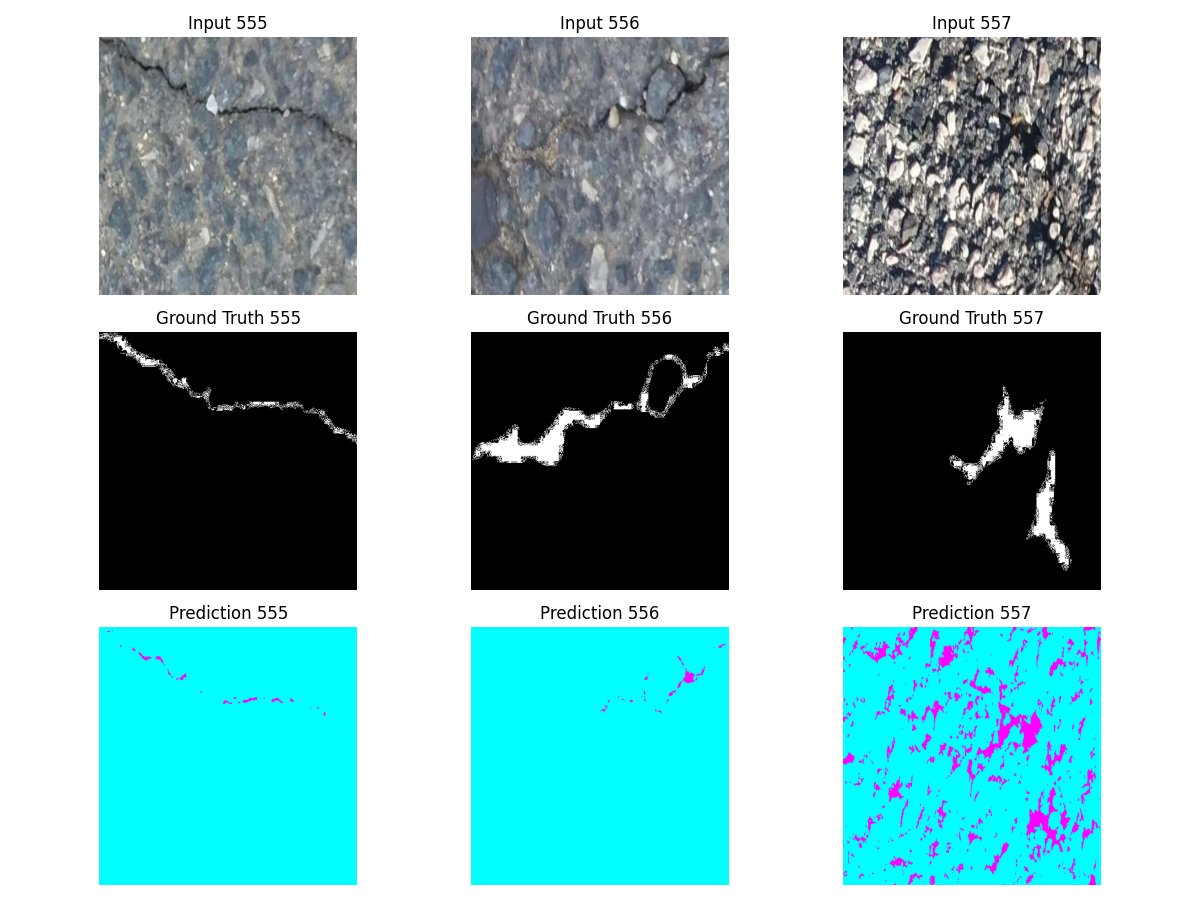 Input 555
Input 556
Input 557
Ground Truth 555
Ground Truth 556
Ground Truth 557
Prediction 555
Prediction 556
Prediction 557